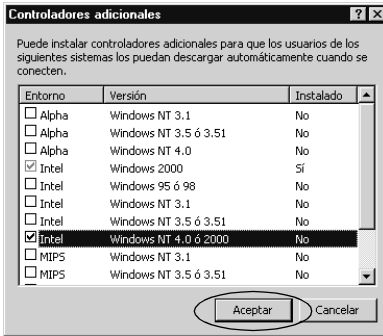 Controladores adicionales
Puede instalar controladores adicionales para que los usuarios de los
siguientes sistemas los puedan descargar automáticamente cuando se
conecten.
Entorno Versión Instalado
Alpha Windows NT 3.1 No
Alpha Windows NT 3.5 ó 3.51 No
Alpha Windows NT 4.0 No
Intel Windows 2000 Sí
Intel Windows 95 ó 98 No
Intel Windows NT 3.1 No
Intel Windows NT 3.5 ó 3.51 No
Intel Windows NT 4.0 ó 2000 No
MIPS Windows NT 3.1 No
MIPS Windows NT 3.5 ó 3.51 No
Aceptar Cancelar